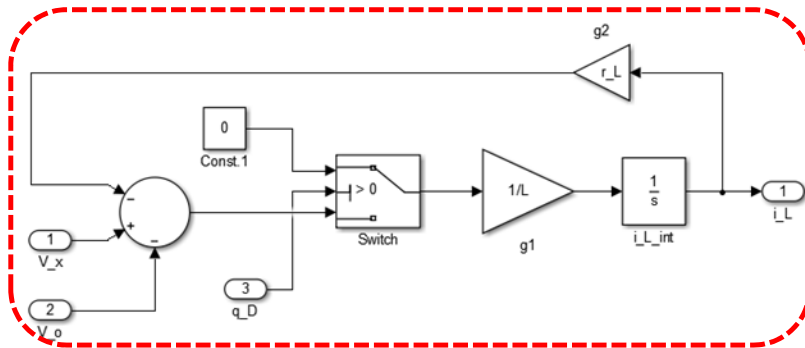 g2
r_L
0
Const.1
> 0
Switch
1/L
g1
1
s
i_L_int
1
i_L
−
+
−
1
V_x
2
V_o
3
q_D